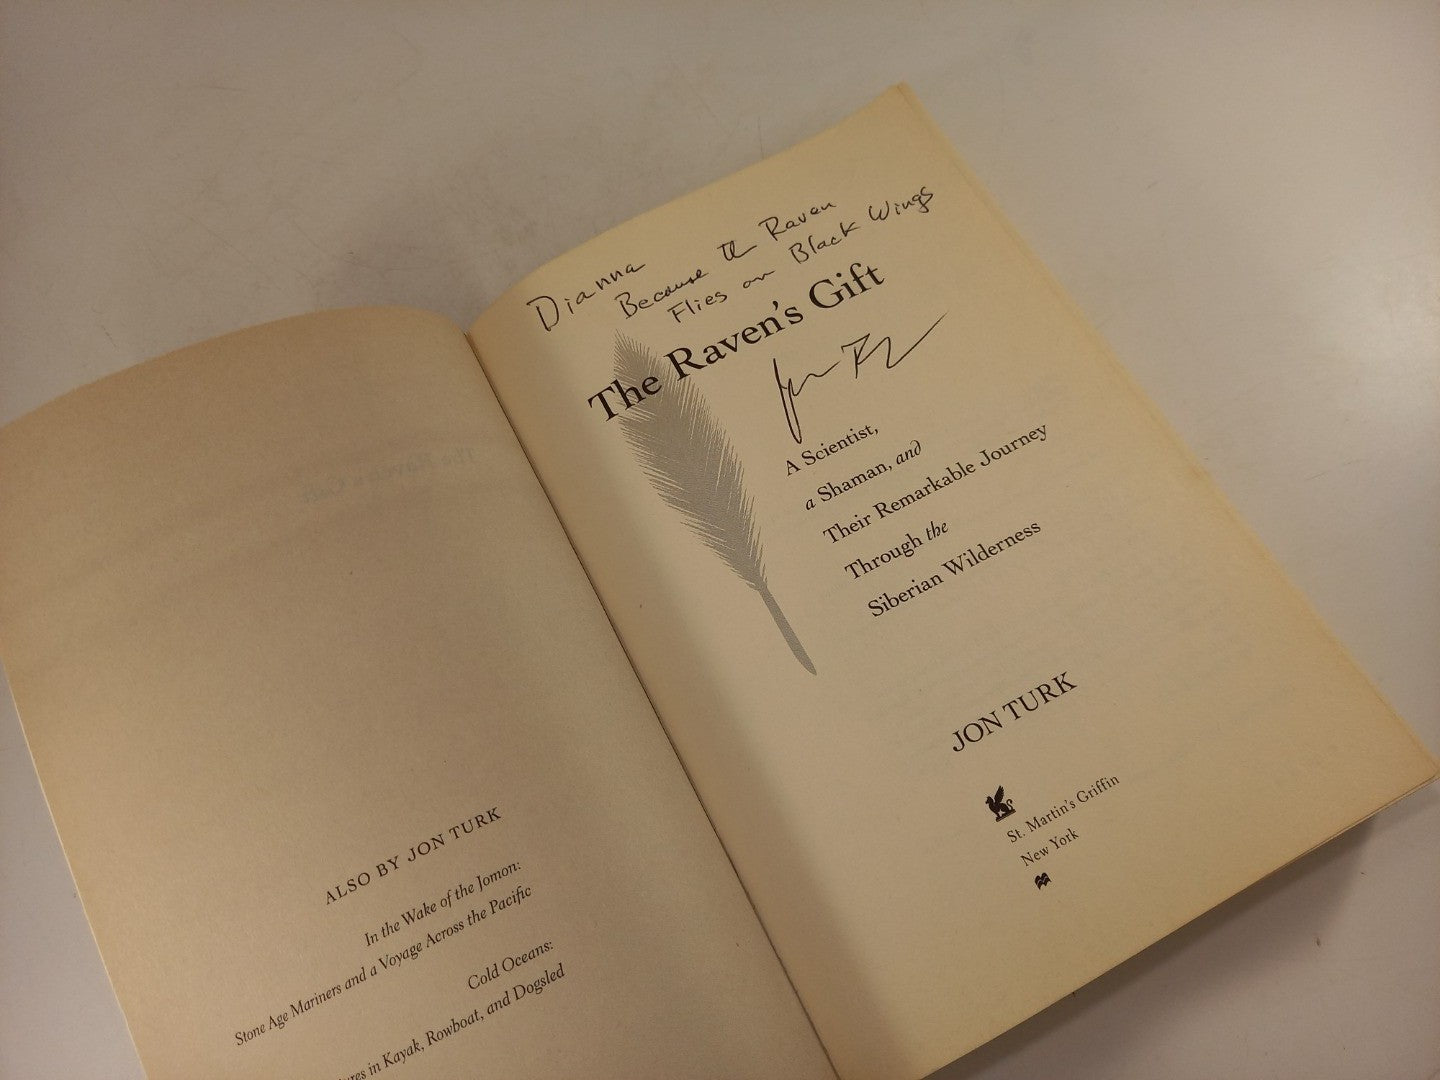 ALSO BY JON TURK
In the Wake of the Jomon:
Stone Age Mariners and a Voyage Across the Pacific
Cold Oceans:
in Kayak, Rowboat, and Dogsled
Dianna
Because the Raven
Flies on Black Wings
The Raven's Gift
A Scientist,
a Shaman, and
Their Remarkable Journey
Through the
Siberian Wilderness
JON TURK
St. Martin's Griffin
New York